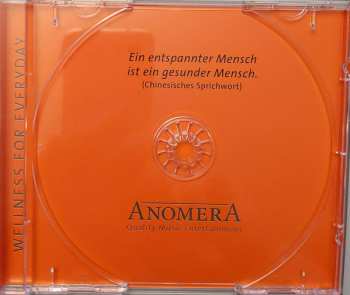 WELLNESS FOR EVERYDAY
Ein entspannter Mensch
ist ein gesunder Mensch.
(Chinesisches Sprichwort)
ANOMERA
Quality Music Entertainment